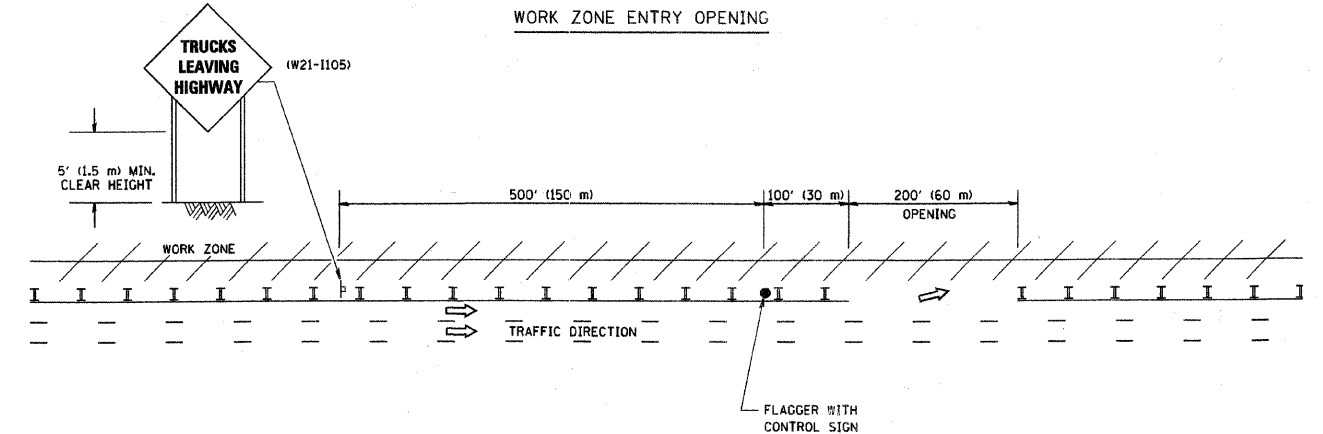 WORK ZONE ENTRY OPENING
TRUCKS
LEAVING
HIGHWAY
(W21-I105)
5' (1.5 m) MIN.
CLEAR HEIGHT
500' (150 m)
100' (30 m)
200' (60 m)
OPENING
WORK ZONE
TRAFFIC DIRECTION
FLAGGER WITH
CONTROL SIGN